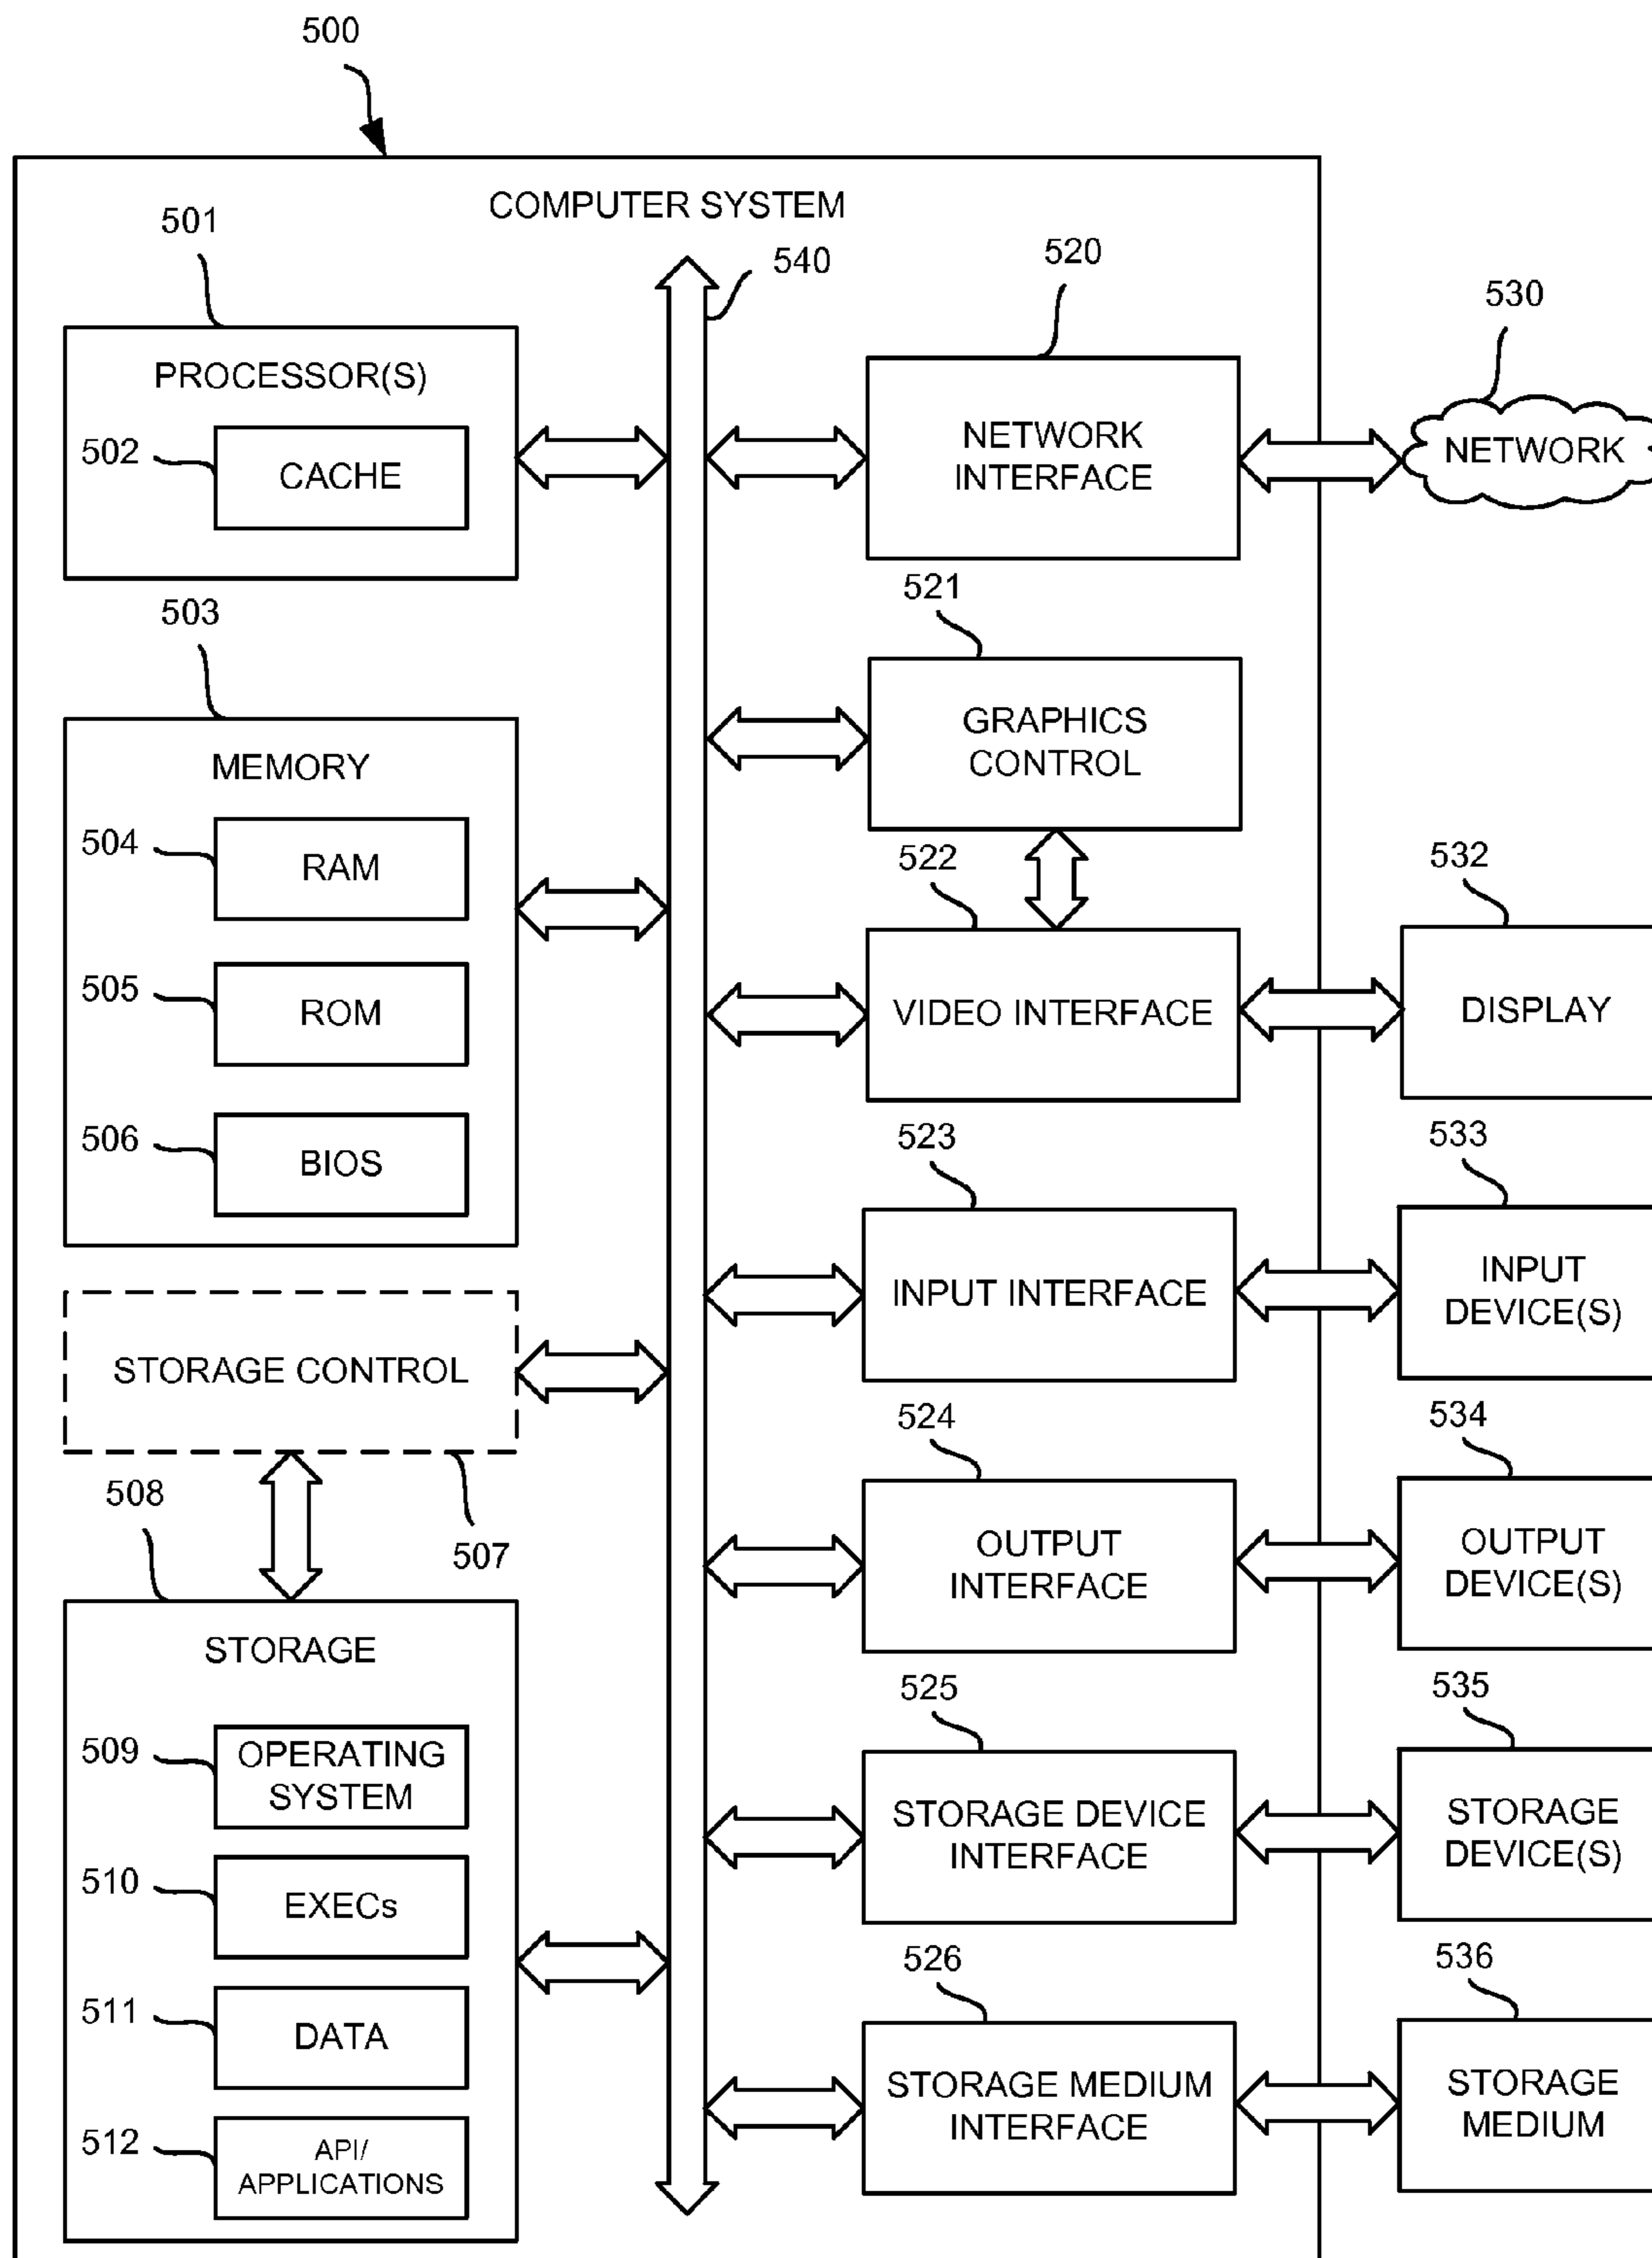 500
COMPUTER SYSTEM
501
540
520
530
PROCESSOR(S)
502
CACHE
NETWORK
INTERFACE
NETWORK
503
521
MEMORY
GRAPHICS
CONTROL
504
RAM
522
532
505
ROM
VIDEO INTERFACE
DISPLAY
506
BIOS
523
533
INPUT INTERFACE
INPUT
DEVICE(S)
STORAGE CONTROL
507
524
534
508
OUTPUT
INTERFACE
OUTPUT
DEVICE(S)
STORAGE
525
535
509
OPERATING
SYSTEM
STORAGE DEVICE
INTERFACE
STORAGE
DEVICE(S)
510
EXECs
526
536
511
DATA
STORAGE MEDIUM
INTERFACE
STORAGE
MEDIUM
512
API/
APPLICATIONS